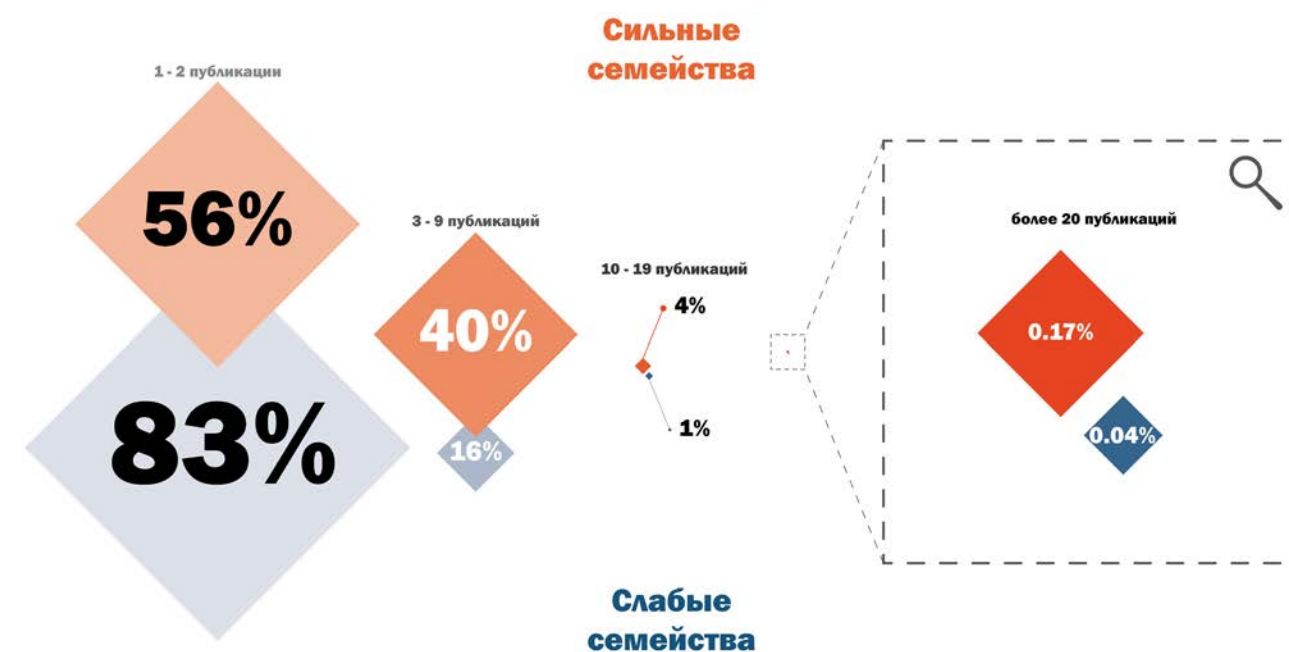 Сильные
семейства
1 - 2 публикации
56%
83%
3 - 9 публикаций
40%
16%
10 - 19 публикаций
4%
1%
более 20 публикаций
0.17%
0.04%
Слабые
семейства